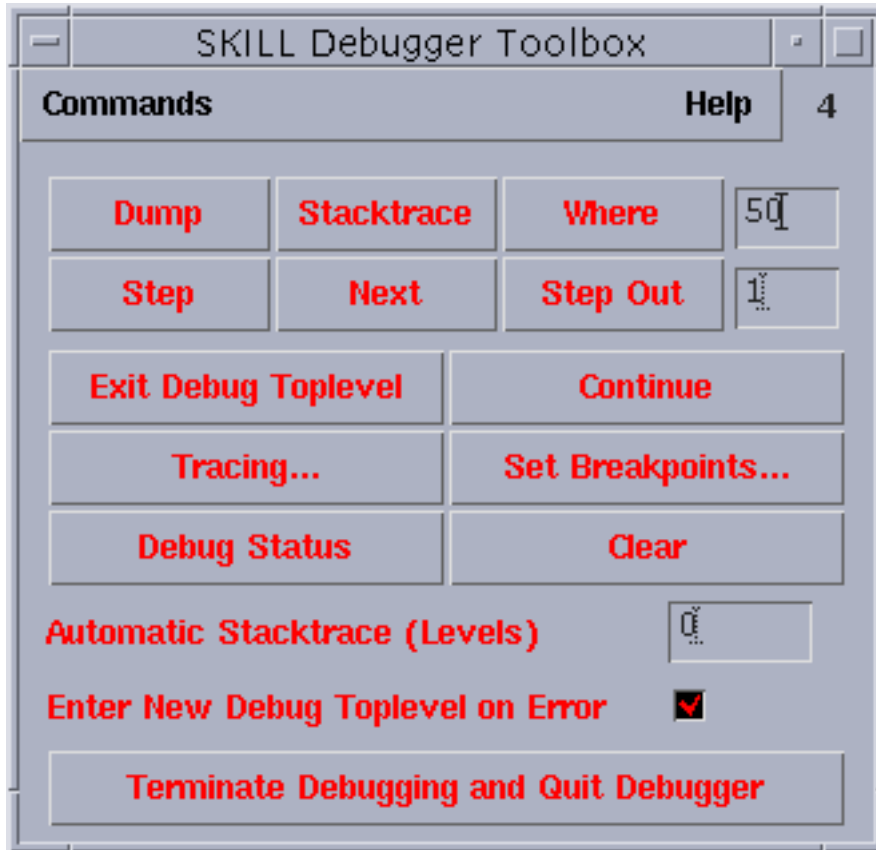 SKILL Debugger Toolbox
Commands Help 4
Dump Stacktrace Where 50
Step Next Step Out 1
Exit Debug Toplevel Continue
Tracing... Set Breakpoints...
Debug Status Clear
Automatic Stacktrace (Levels) 0
Enter New Debug Toplevel on Error
Terminate Debugging and Quit Debugger